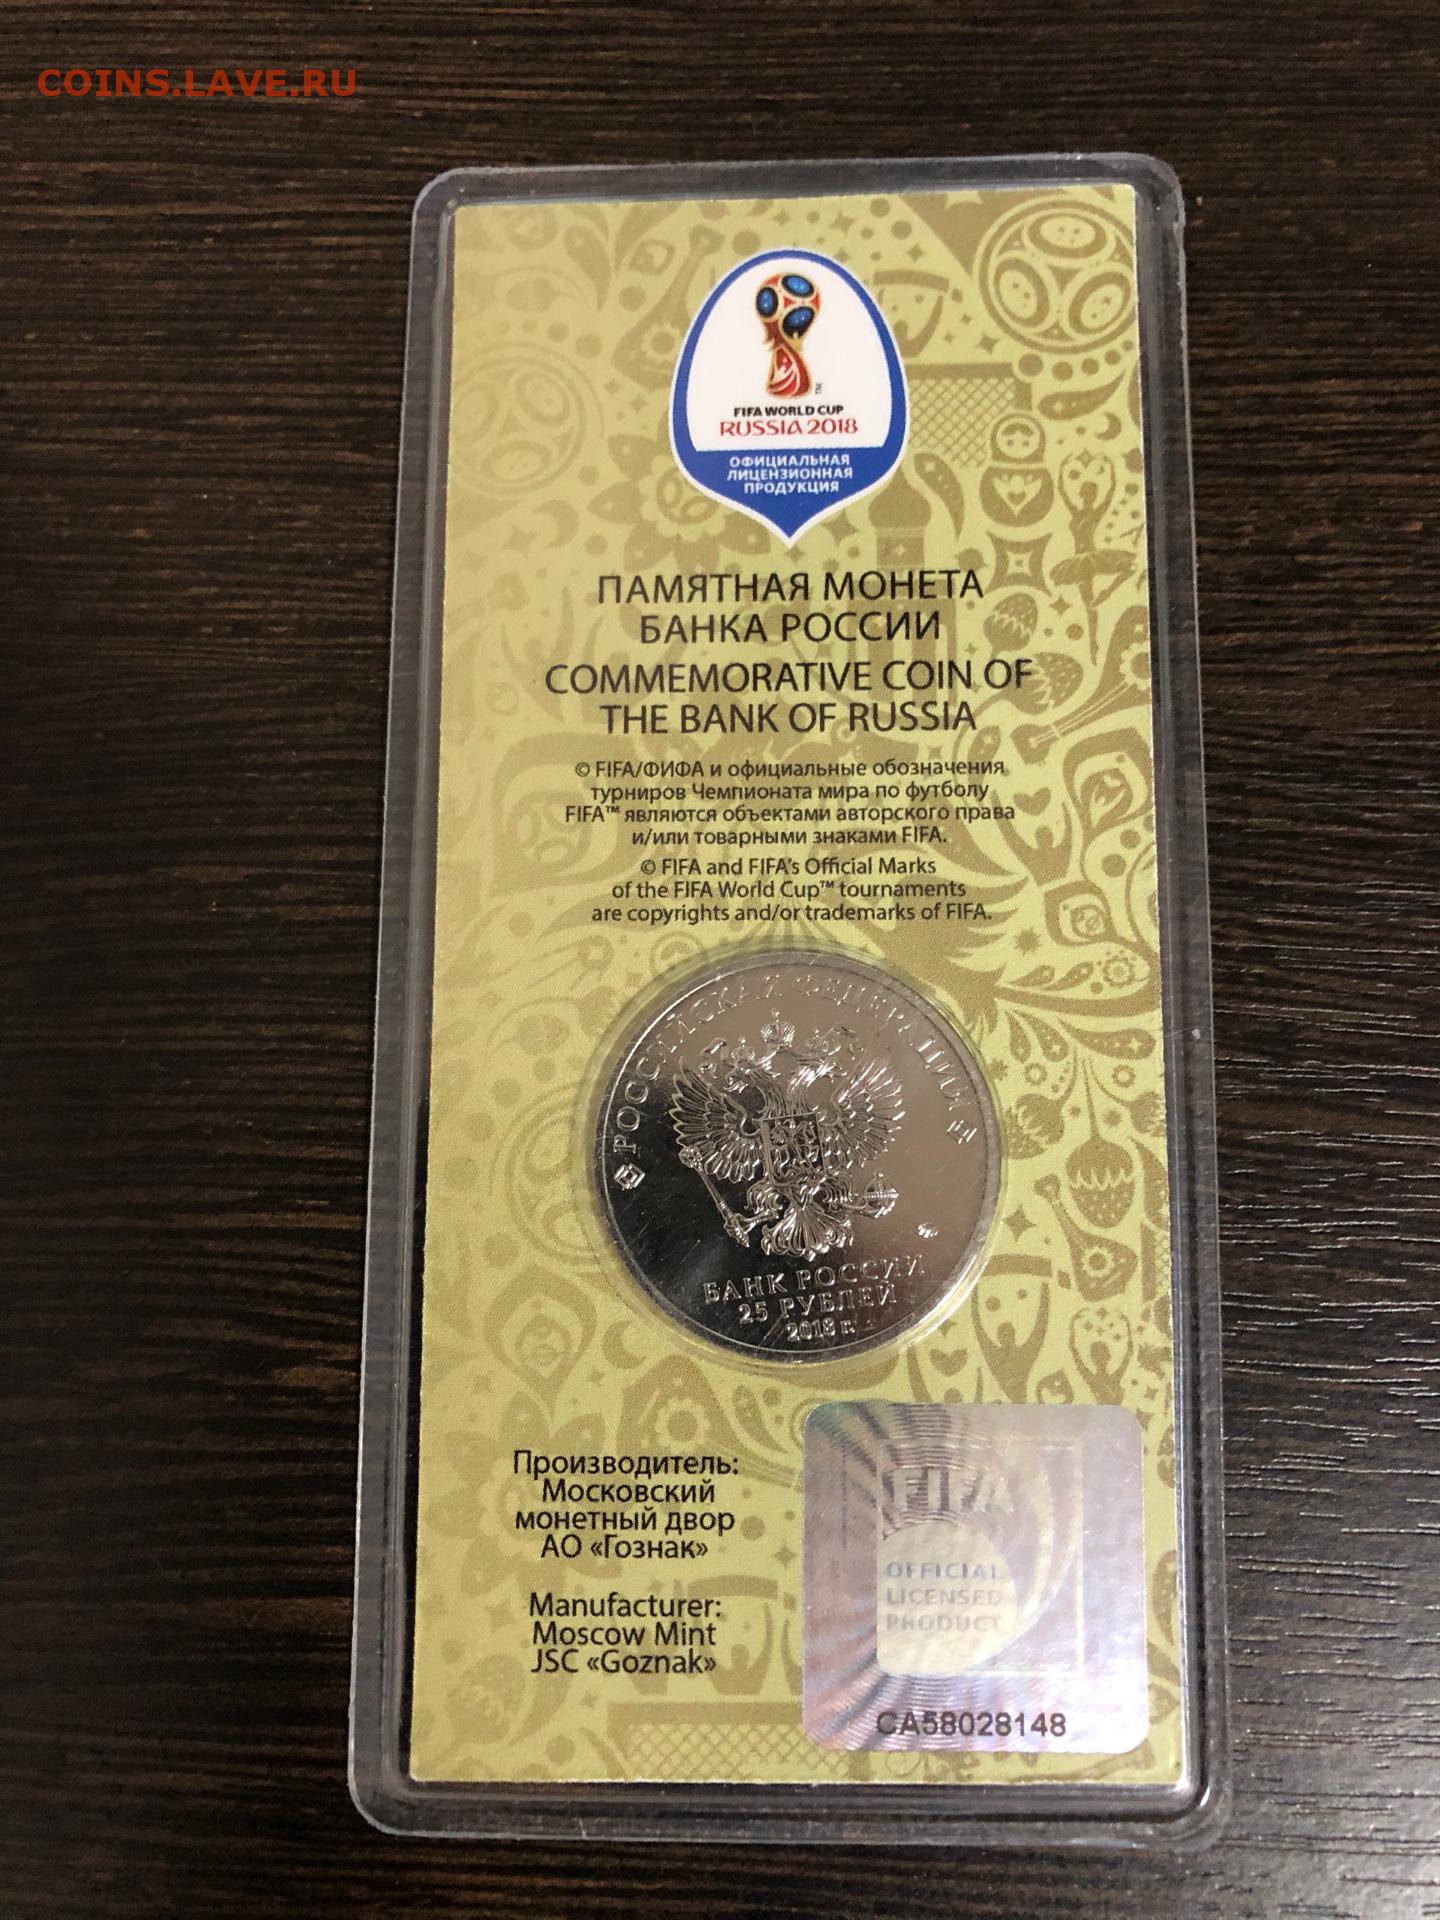 COINS.LAVE.RU
FIFA WORLD CUP
RUSSIA 2018
ОФИЦИАЛЬНАЯ
ЛИЦЕНЗИОННАЯ
ПРОДУКЦИЯ
ПАМЯТНАЯ МОНЕТА
БАНКА РОССИИ
COMMEMORATIVE COIN OF
THE BANK OF RUSSIA
© FIFA/ФИФА и официальные обозначения
турниров Чемпионата мира по футболу
FIFA™ являются объектами авторского права
и/или товарными знаками FIFA.
© FIFA and FIFA's Official Marks
of the FIFA World Cup™ tournaments
are copyrights and/or trademarks of FIFA.
РОССИЙСКАЯ ФЕДЕРАЦИЯ
БАНК РОССИИ
25 РУБЛЕЙ
2018 г.
Производитель:
Московский
монетный двор
АО «Гознак»
Manufacturer:
Moscow Mint
JSC «Goznak»
FIFA
OFFICIAL
LICENSED
PRODUCT
CA58028148